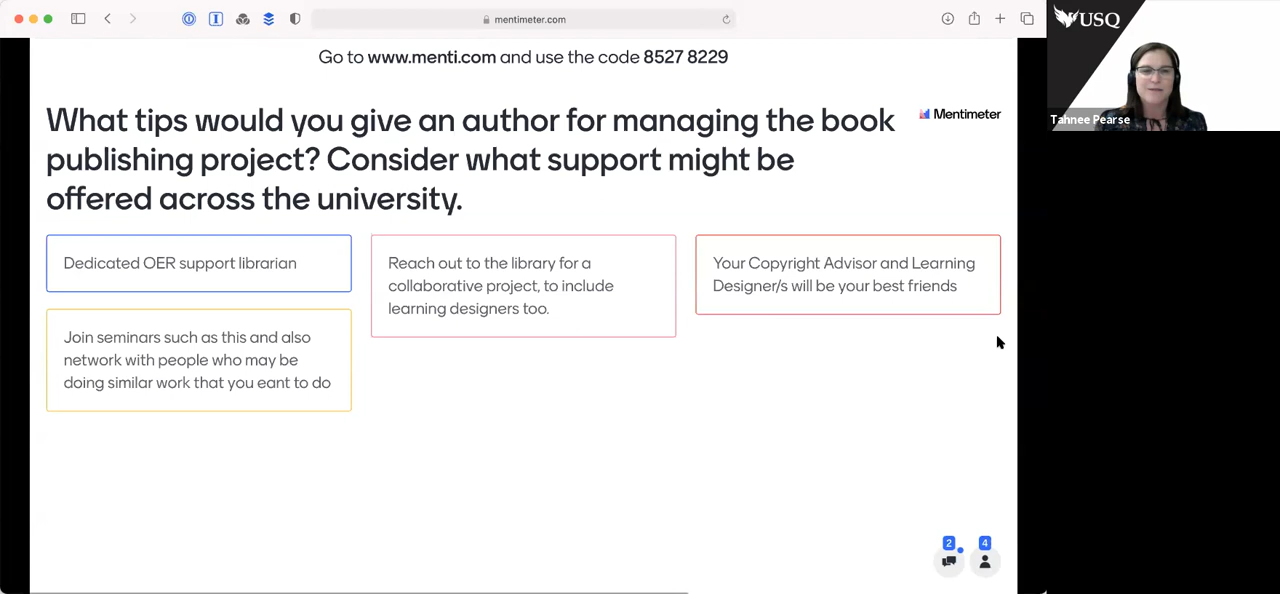 mentimeter.com
USQ
Tahnee Pearse
Go to www.menti.com and use the code 8527 8229
What tips would you give an author for managing the book
publishing project? Consider what support might be
offered across the university.
Mentimeter
Dedicated OER support librarian
Reach out to the library for a
collaborative project, to include
learning designers too.
Your Copyright Advisor and Learning
Designer/s will be your best friends
Join seminars such as this and also
network with people who may be
doing similar work that you eant to do
2
4